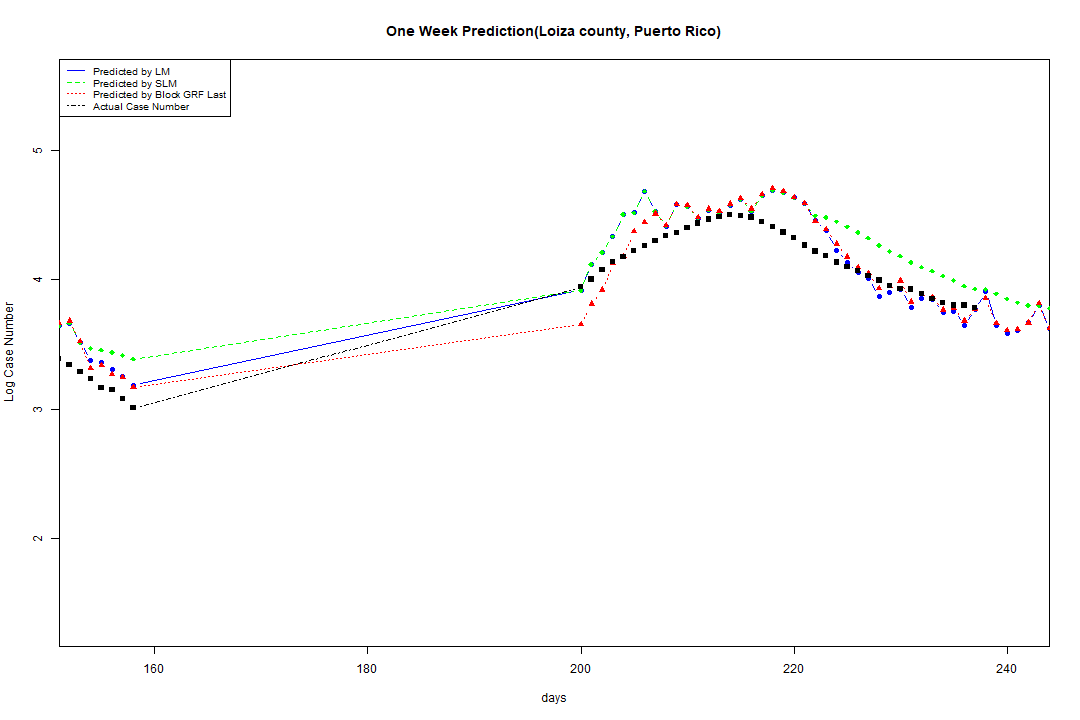 One Week Prediction(Loiza county, Puerto Rico)
Predicted by LM
Predicted by SLM
Predicted by Block GRF Last
Actual Case Number
5
4
3
2
Log Case Number
160 180 200 220 240
days